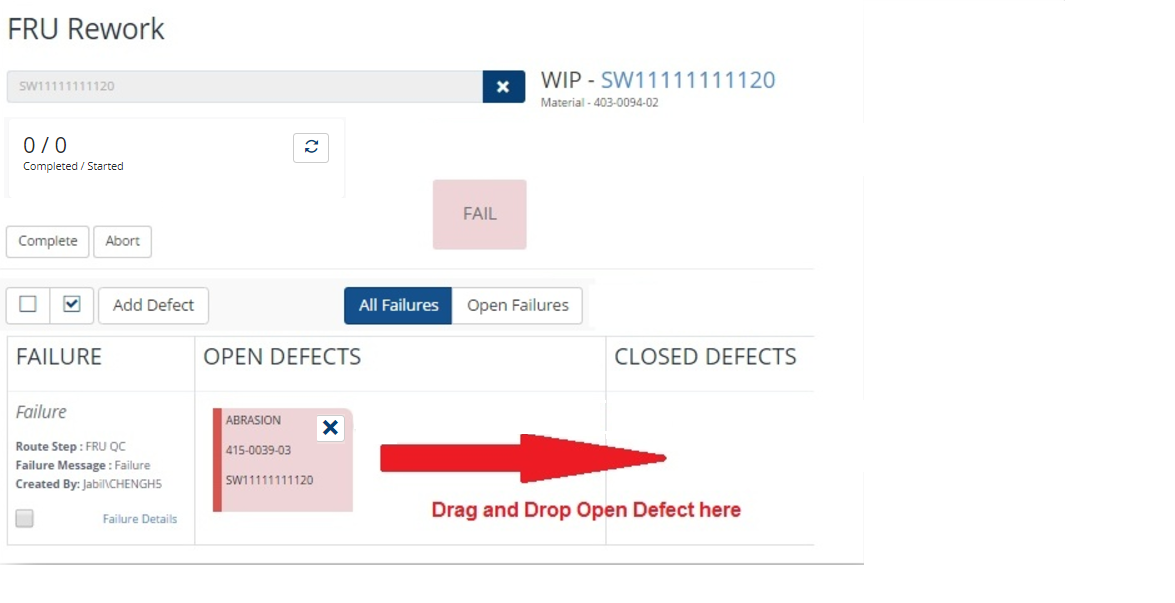 FRU Rework
SW11111111120
WIP - SW11111111120
Material - 403-0094-02
0 / 0
Completed / Started
FAIL
Complete
Abort
Add Defect
All Failures
Open Failures
FAILURE
OPEN DEFECTS
CLOSED DEFECTS
Failure
Route Step : FRU QC
Failure Message : Failure
Created By: Jabil\CHENGH5
Failure Details
ABRASION
415-0039-03
SW11111111120
Drag and Drop Open Defect here